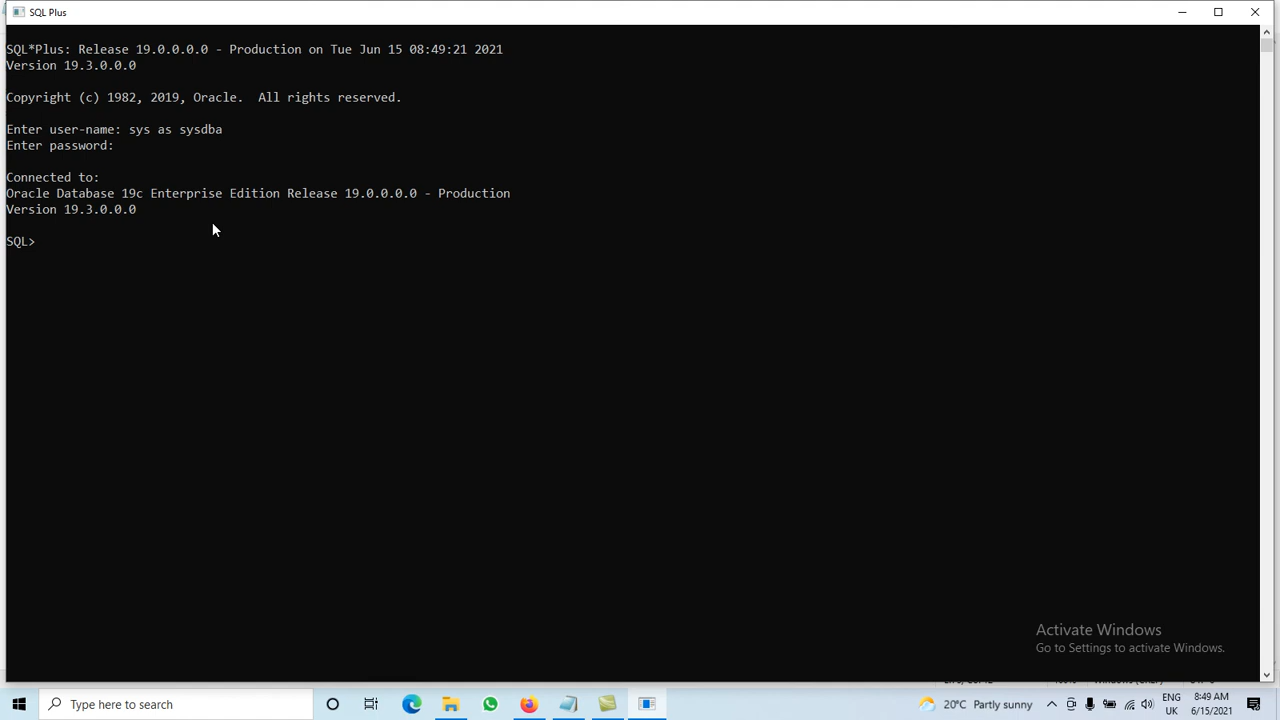 SQL Plus
SQL*Plus: Release 19.0.0.0.0 - Production on Tue Jun 15 08:49:21 2021
Version 19.3.0.0.0
Copyright (c) 1982, 2019, Oracle.  All rights reserved.
Enter user-name: sys as sysdba
Enter password:
Connected to:
Oracle Database 19c Enterprise Edition Release 19.0.0.0.0 - Production
Version 19.3.0.0.0
SQL>
Activate Windows
Go to Settings to activate Windows.
Type here to search
20°C Partly sunny
ENG
UK
8:49 AM
6/15/2021